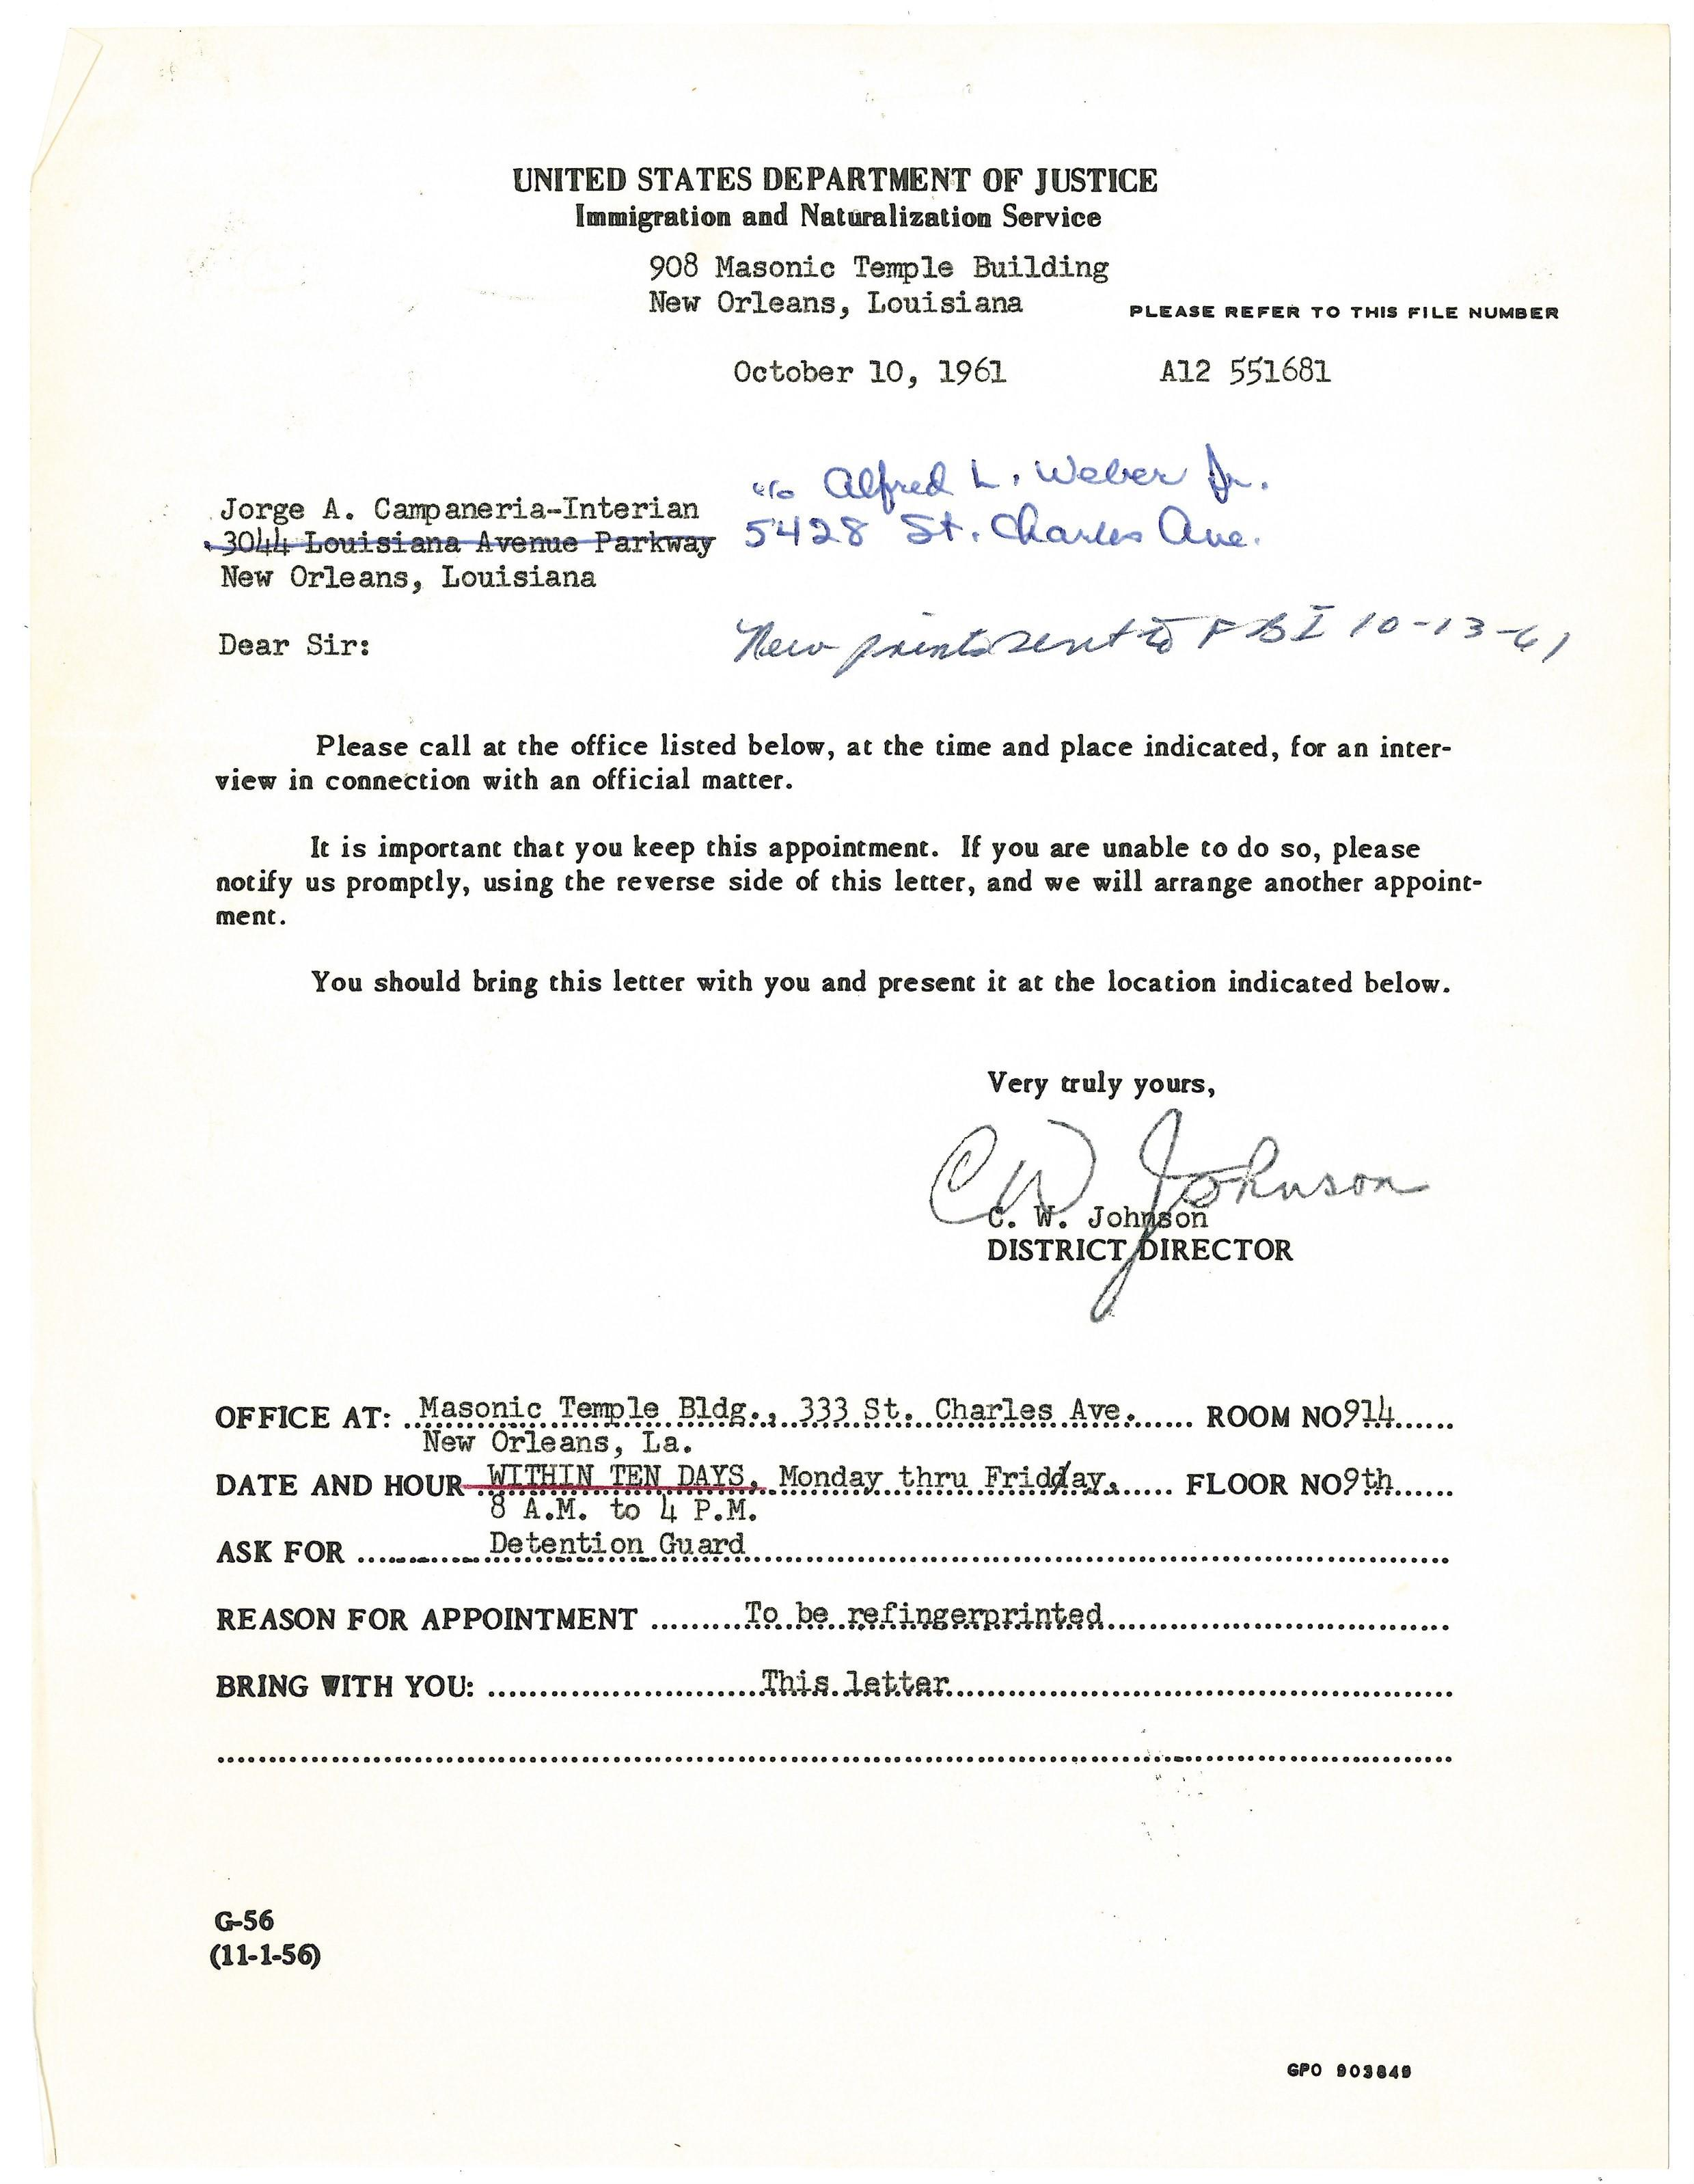 UNITED STATES DEPARTMENT OF JUSTICE
Immigration and Naturalization Service
908 Masonic Temple Building
New Orleans, Louisiana
PLEASE REFER TO THIS FILE NUMBER
October 10, 1961 A12 551681
c/o Alfred L. Weber Jr.
5428 St. Charles Ave.
Jorge A. Campaneria-Interian
3044 Louisiana Avenue Parkway
New Orleans, Louisiana
New prints sent to FBI 10-13-61
Dear Sir:
Please call at the office listed below, at the time and place indicated, for an inter-
view in connection with an official matter.
It is important that you keep this appointment. If you are unable to do so, please
notify us promptly, using the reverse side of this letter, and we will arrange another appoint-
ment.
You should bring this letter with you and present it at the location indicated below.
Very truly yours,
C W Johnson
C. W. Johnson
DISTRICT DIRECTOR
OFFICE AT: Masonic Temple Bldg., 333 St. Charles Ave. ROOM NO 914
New Orleans, La.
DATE AND HOUR WITHIN TEN DAYS, Monday thru Fridday, FLOOR NO 9th
8 A.M. to 4 P.M.
ASK FOR Detention Guard
REASON FOR APPOINTMENT To be refingerprinted
BRING WITH YOU: This letter
G-56
(11-1-56)
GPO 903849